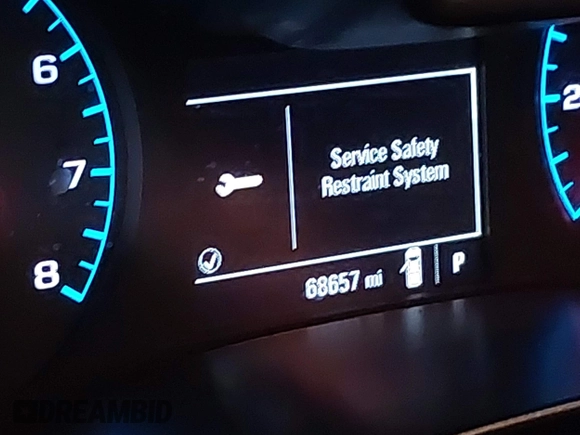 6
7
8
2
Service Safety
Restraint System
68657 mi
P
DREAMBID